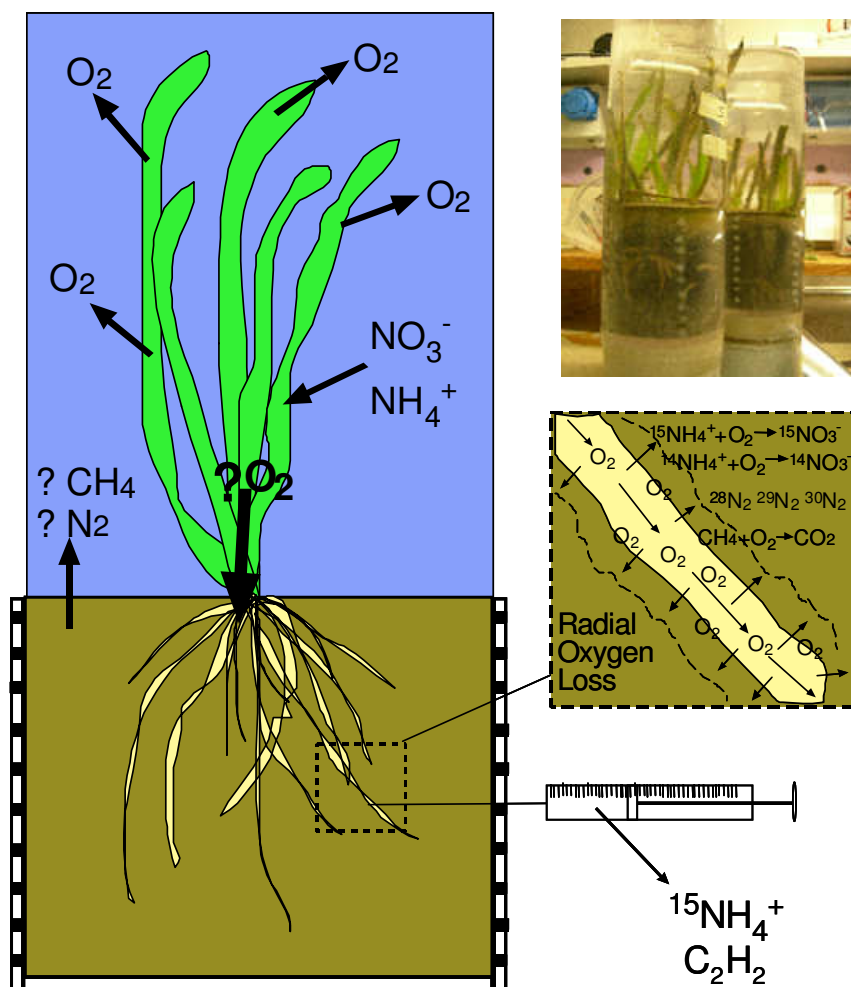 O₂
O₂
O₂
O₂
NO₃⁻
NH₄⁺
?O₂
? CH₄
? N₂
¹⁵NH₄⁺+O₂→¹⁵NO₃⁻
¹⁴NH₄⁺+O₂→¹⁴NO₃⁻
²⁸N₂ ²⁹N₂ ³⁰N₂
CH₄+O₂→CO₂
O₂
O₂
O₂
O₂
O₂
O₂
O₂
O₂
Radial
Oxygen
Loss
¹⁵NH₄⁺
C₂H₂